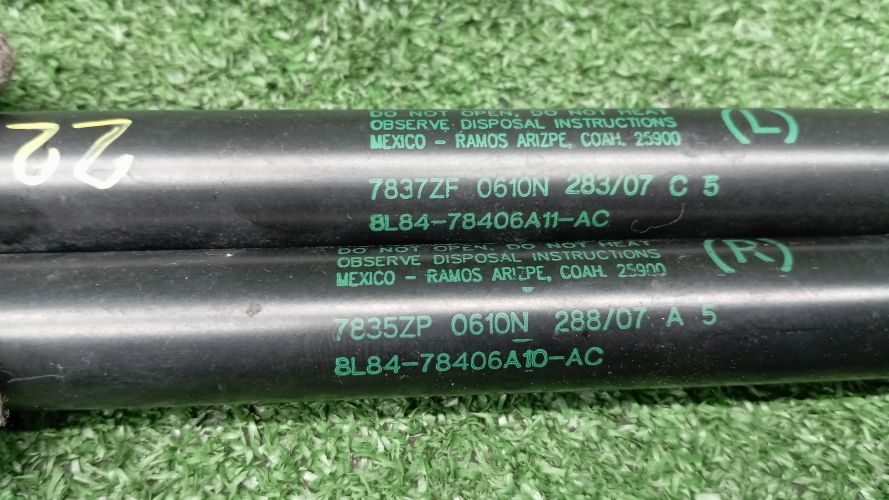 DO NOT OPEN, DO NOT HEAT
OBSERVE DISPOSAL INSTRUCTIONS
MEXICO - RAMOS ARIZPE, COAH. 25900
(L)
7837ZF 0610N 283/07 C 5
8L84-78406A11-AC
22
DO NOT OPEN, DO NOT HEAT
OBSERVE DISPOSAL INSTRUCTIONS
MEXICO - RAMOS ARIZPE, COAH. 25900
(R)
7835ZP 0610N 288/07 A 5
8L84-78406A10-AC